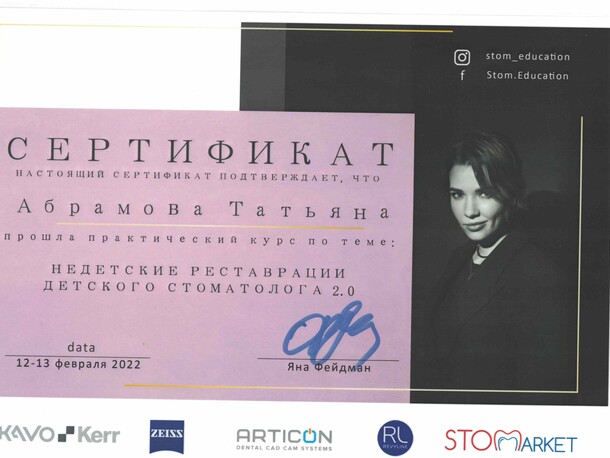 stom_education
f Stom.Education
СЕРТИФИКАТ
НАСТОЯЩИЙ СЕРТИФИКАТ ПОДТВЕРЖДАЕТ, ЧТО
Абрамова Татьяна
прошла практический курс по теме:
НЕДЕТСКИЕ РЕСТАВРАЦИИ
ДЕТСКОГО СТОМАТОЛОГА 2.0
data
12-13 февраля 2022
Яна Фейдман
KAVO Kerr
ZEISS
ARTICON
DENTAL CAD CAM SYSTEMS
RL
REVYLINE
STOMARKET